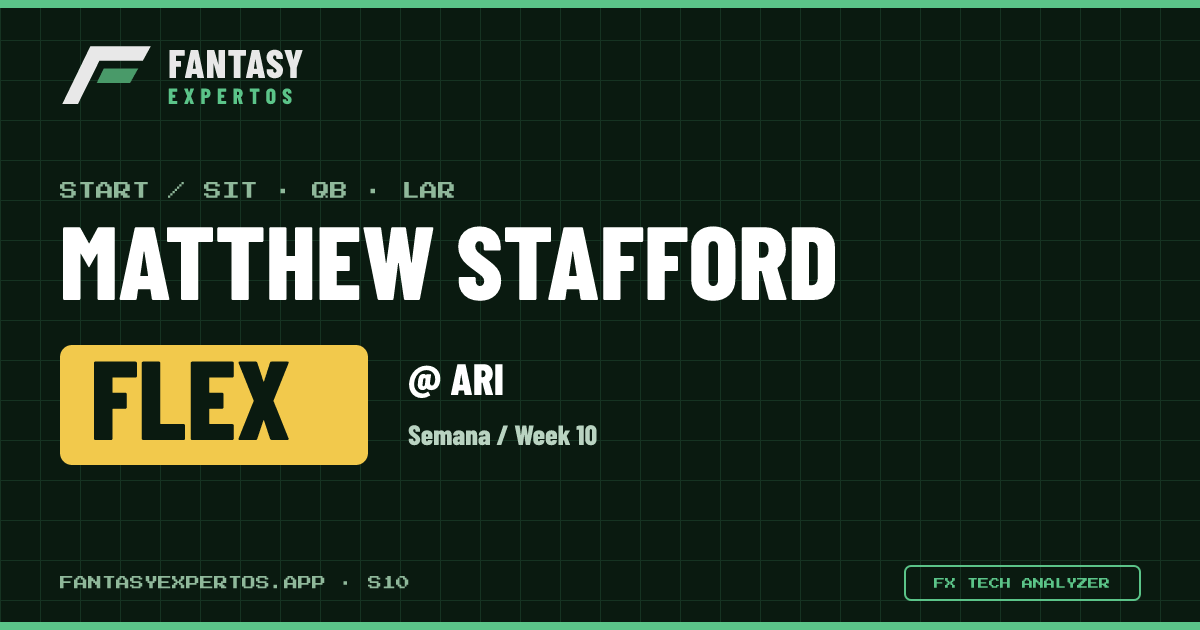 FANTASY
EXPERTOS
START / SIT · QB · LAR
MATTHEW STAFFORD
FLEX
@ ARI
Semana / Week 10
FANTASYEXPERTOS.APP · S10
FX TECH ANALYZER